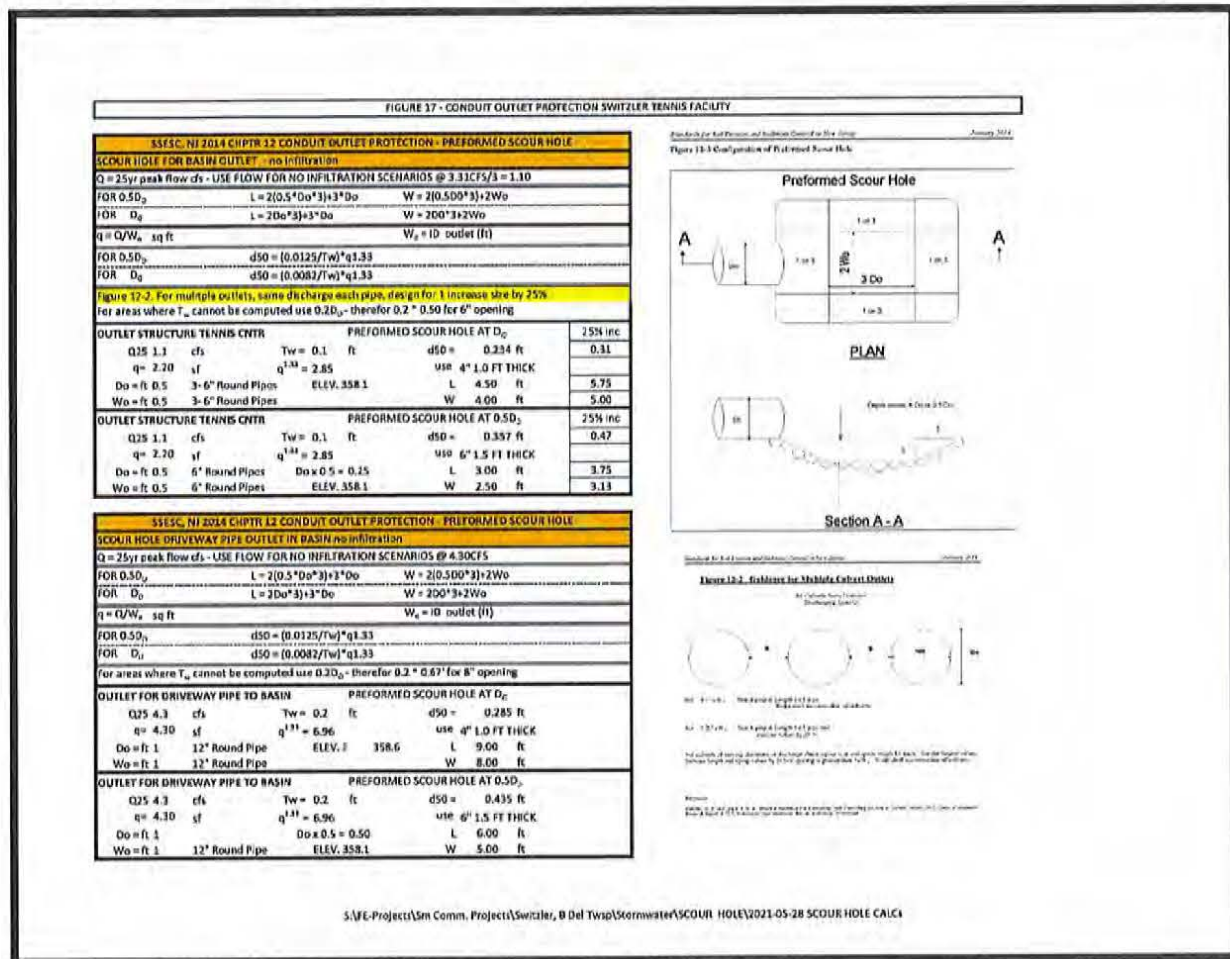 FIGURE 17 - CONDUIT OUTLET PROTECTION SWITZLER TENNIS FACILITY
SSESC, NJ 2014 CHPTR 12 CONDUIT OUTLET PROTECTION - PREFORMED SCOUR HOLE
SCOUR HOLE FOR BASIN OUTLET - no infiltration
Q = 25yr peak flow cfs - USE FLOW FOR NO INFILTRATION SCENARIOS @ 3.31CFS/3 = 1.10
FOR 0.5D₀ L = 2(0.5*Do*3)+3*Do W = 2(0.5D0*3)+2Wo
FOR D₀ L = 2Do*3)+3*Do W = 2D0*3+2Wo
q = Q/Wₒ sq ft Wₒ = ID outlet (ft)
FOR 0.5D₀ d50 = (0.0125/Tw)*q1.33
FOR D₀ d50 = (0.0082/Tw)*q1.33
Figure 12-2. For multiple outlets, same discharge each pipe, design for 1 increase size by 25%
For areas where Tw cannot be computed use 0.2D₀ - therefor 0.2 * 0.50 for 6" opening
OUTLET STRUCTURE TENNIS CNTR PREFORMED SCOUR HOLE AT D₀ 25% inc
Q25 1.1 cfs Tw = 0.1 ft d50 = 0.234 ft 0.31
q= 2.20 sf q¹·³³ = 2.85 use 4" 1.0 FT THICK
Do = ft 0.5 3- 6" Round Pipes ELEV. 358.1 L 4.50 ft 5.75
Wo = ft 0.5 3- 6" Round Pipes W 4.00 ft 5.00
OUTLET STRUCTURE TENNIS CNTR PREFORMED SCOUR HOLE AT 0.5D₀ 25% inc
Q25 1.1 cfs Tw = 0.1 ft d50 = 0.357 ft 0.47
q= 2.20 sf q¹·³³ = 2.85 use 6" 1.5 FT THICK
Do = ft 0.5 6" Round Pipes Do x 0.5 = 0.25 L 3.00 ft 3.75
Wo = ft 0.5 6" Round Pipes ELEV. 358.1 W 2.50 ft 3.13
SSESC, NJ 2014 CHPTR 12 CONDUIT OUTLET PROTECTION - PREFORMED SCOUR HOLE
SCOUR HOLE DRIVEWAY PIPE OUTLET IN BASIN no infiltration
Q = 25yr peak flow cfs - USE FLOW FOR NO INFILTRATION SCENARIOS @ 4.30CFS
FOR 0.5D₀ L = 2(0.5*Do*3)+3*Do W = 2(0.5D0*3)+2Wo
FOR D₀ L = 2Do*3)+3*Do W = 2D0*3+2Wo
q = Q/Wₒ sq ft Wₒ = ID outlet (ft)
FOR 0.5D₀ d50 = (0.0125/Tw)*q1.33
FOR D₀ d50 = (0.0082/Tw)*q1.33
For areas where Tw cannot be computed use 0.2D₀ - therefor 0.2 * 0.67' for 8" opening
OUTLET FOR DRIVEWAY PIPE TO BASIN PREFORMED SCOUR HOLE AT D₀
Q25 4.3 cfs Tw = 0.2 ft d50 = 0.285 ft
q= 4.30 sf q¹·³³ = 6.96 use 4" 1.0 FT THICK
Do = ft 1 12" Round Pipe ELEV. 358.6 L 9.00 ft
Wo = ft 1 12" Round Pipe W 8.00 ft
OUTLET FOR DRIVEWAY PIPE TO BASIN PREFORMED SCOUR HOLE AT 0.5D₀
Q25 4.3 cfs Tw = 0.2 ft d50 = 0.435 ft
q= 4.30 sf q¹·³³ = 6.96 use 6" 1.5 FT THICK
Do = ft 1 Do x 0.5 = 0.50 L 6.00 ft
Wo = ft 1 12" Round Pipe ELEV. 358.1 W 5.00 ft
Standards for Soil Erosion and Sediment Control in New Jersey January 2014
Figure 12-3 Configuration of Preformed Scour Hole
Preformed Scour Hole
A A
2 Wo
3 Do
PLAN
Section A - A
Figure 12-2 Guidance for Multiple Culvert Outlets
S:\FE-Projects\Sm Comm. Projects\Switzler, B Del Twsp\Stormwater\SCOUR HOLE\2021-05-28 SCOUR HOLE CALCs